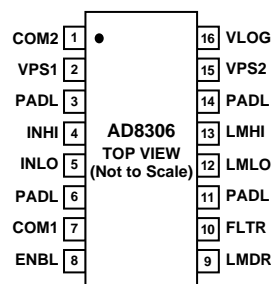 COM2 1 16 VLOG
VPS1 2 15 VPS2
PADL 3 14 PADL
INHI 4 AD8306 13 LMHI
INLO 5 TOP VIEW 12 LMLO
(Not to Scale)
PADL 6 11 PADL
COM1 7 10 FLTR
ENBL 8 9 LMDR